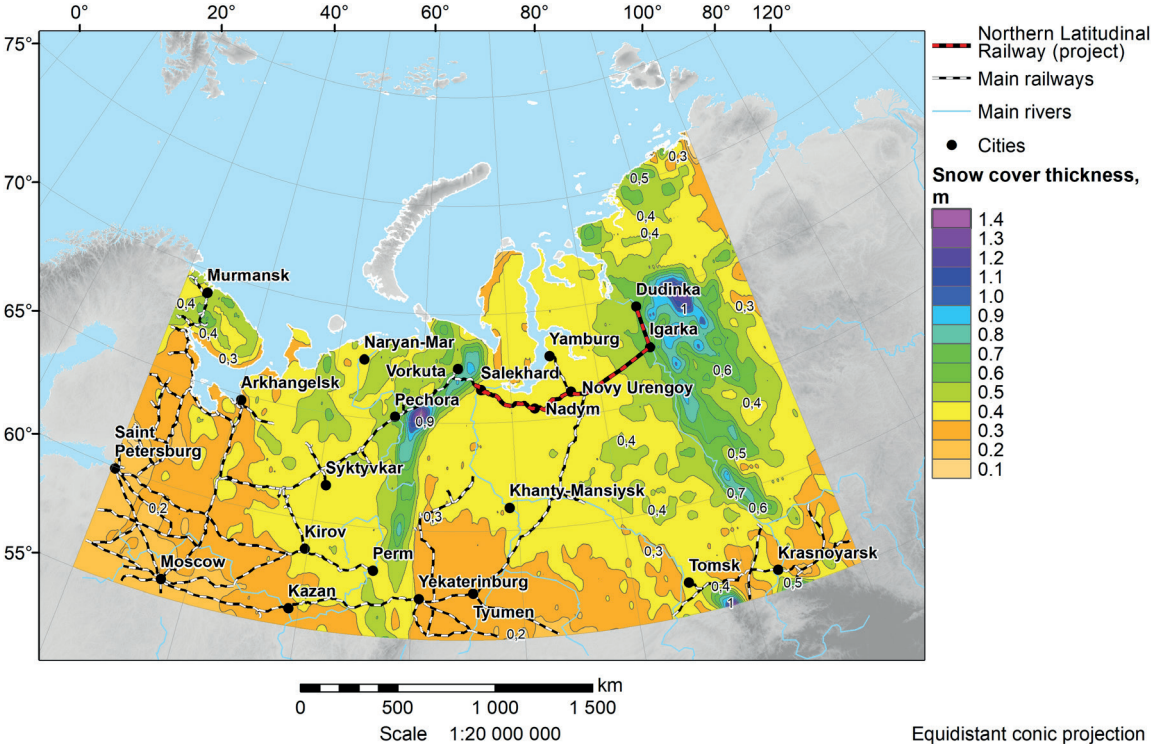 0° 20° 40° 60° 80° 100° 80° 120°
75°
70°
65°
60°
55°
Northern Latitudinal
Railway (project)
Main railways
Main rivers
Cities
Snow cover thickness,
m
1.4
1.3
1.2
1.1
1.0
0.9
0.8
0.7
0.6
0.5
0.4
0.3
0.2
0.1
0,3
0,5
0,4
0,4
Murmansk
0,4
0,4
0,3
Dudinka
1
0,3
Igarka
Naryan-Mar
Yamburg
Vorkuta
Salekhard
0,6
Arkhangelsk
Novy Urengoy
Pechora
0,4
Nadym
0,9
Saint
Petersburg
0,4
0,5
Syktyvkar
0,7
Khanty-Mansiysk
0,2
0,6
0,4
0,3
Kirov
0,3
Perm
Krasnoyarsk
Moscow
Tomsk
Yekaterinburg
0,4
0,5
Kazan
1
Tyumen
0,2
km
0 500 1 000 1 500
Scale 1:20 000 000
Equidistant conic projection